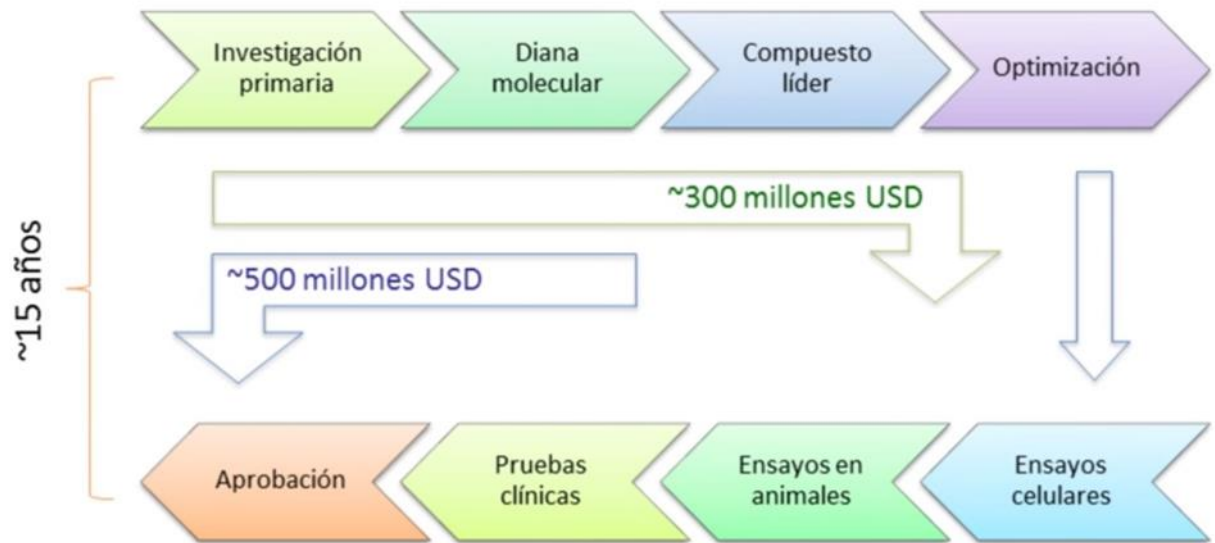 Investigación
primaria
Diana
molecular
Compuesto
líder
Optimización
~300 millones USD
~500 millones USD
~15 años
Aprobación
Pruebas
clínicas
Ensayos en
animales
Ensayos
celulares